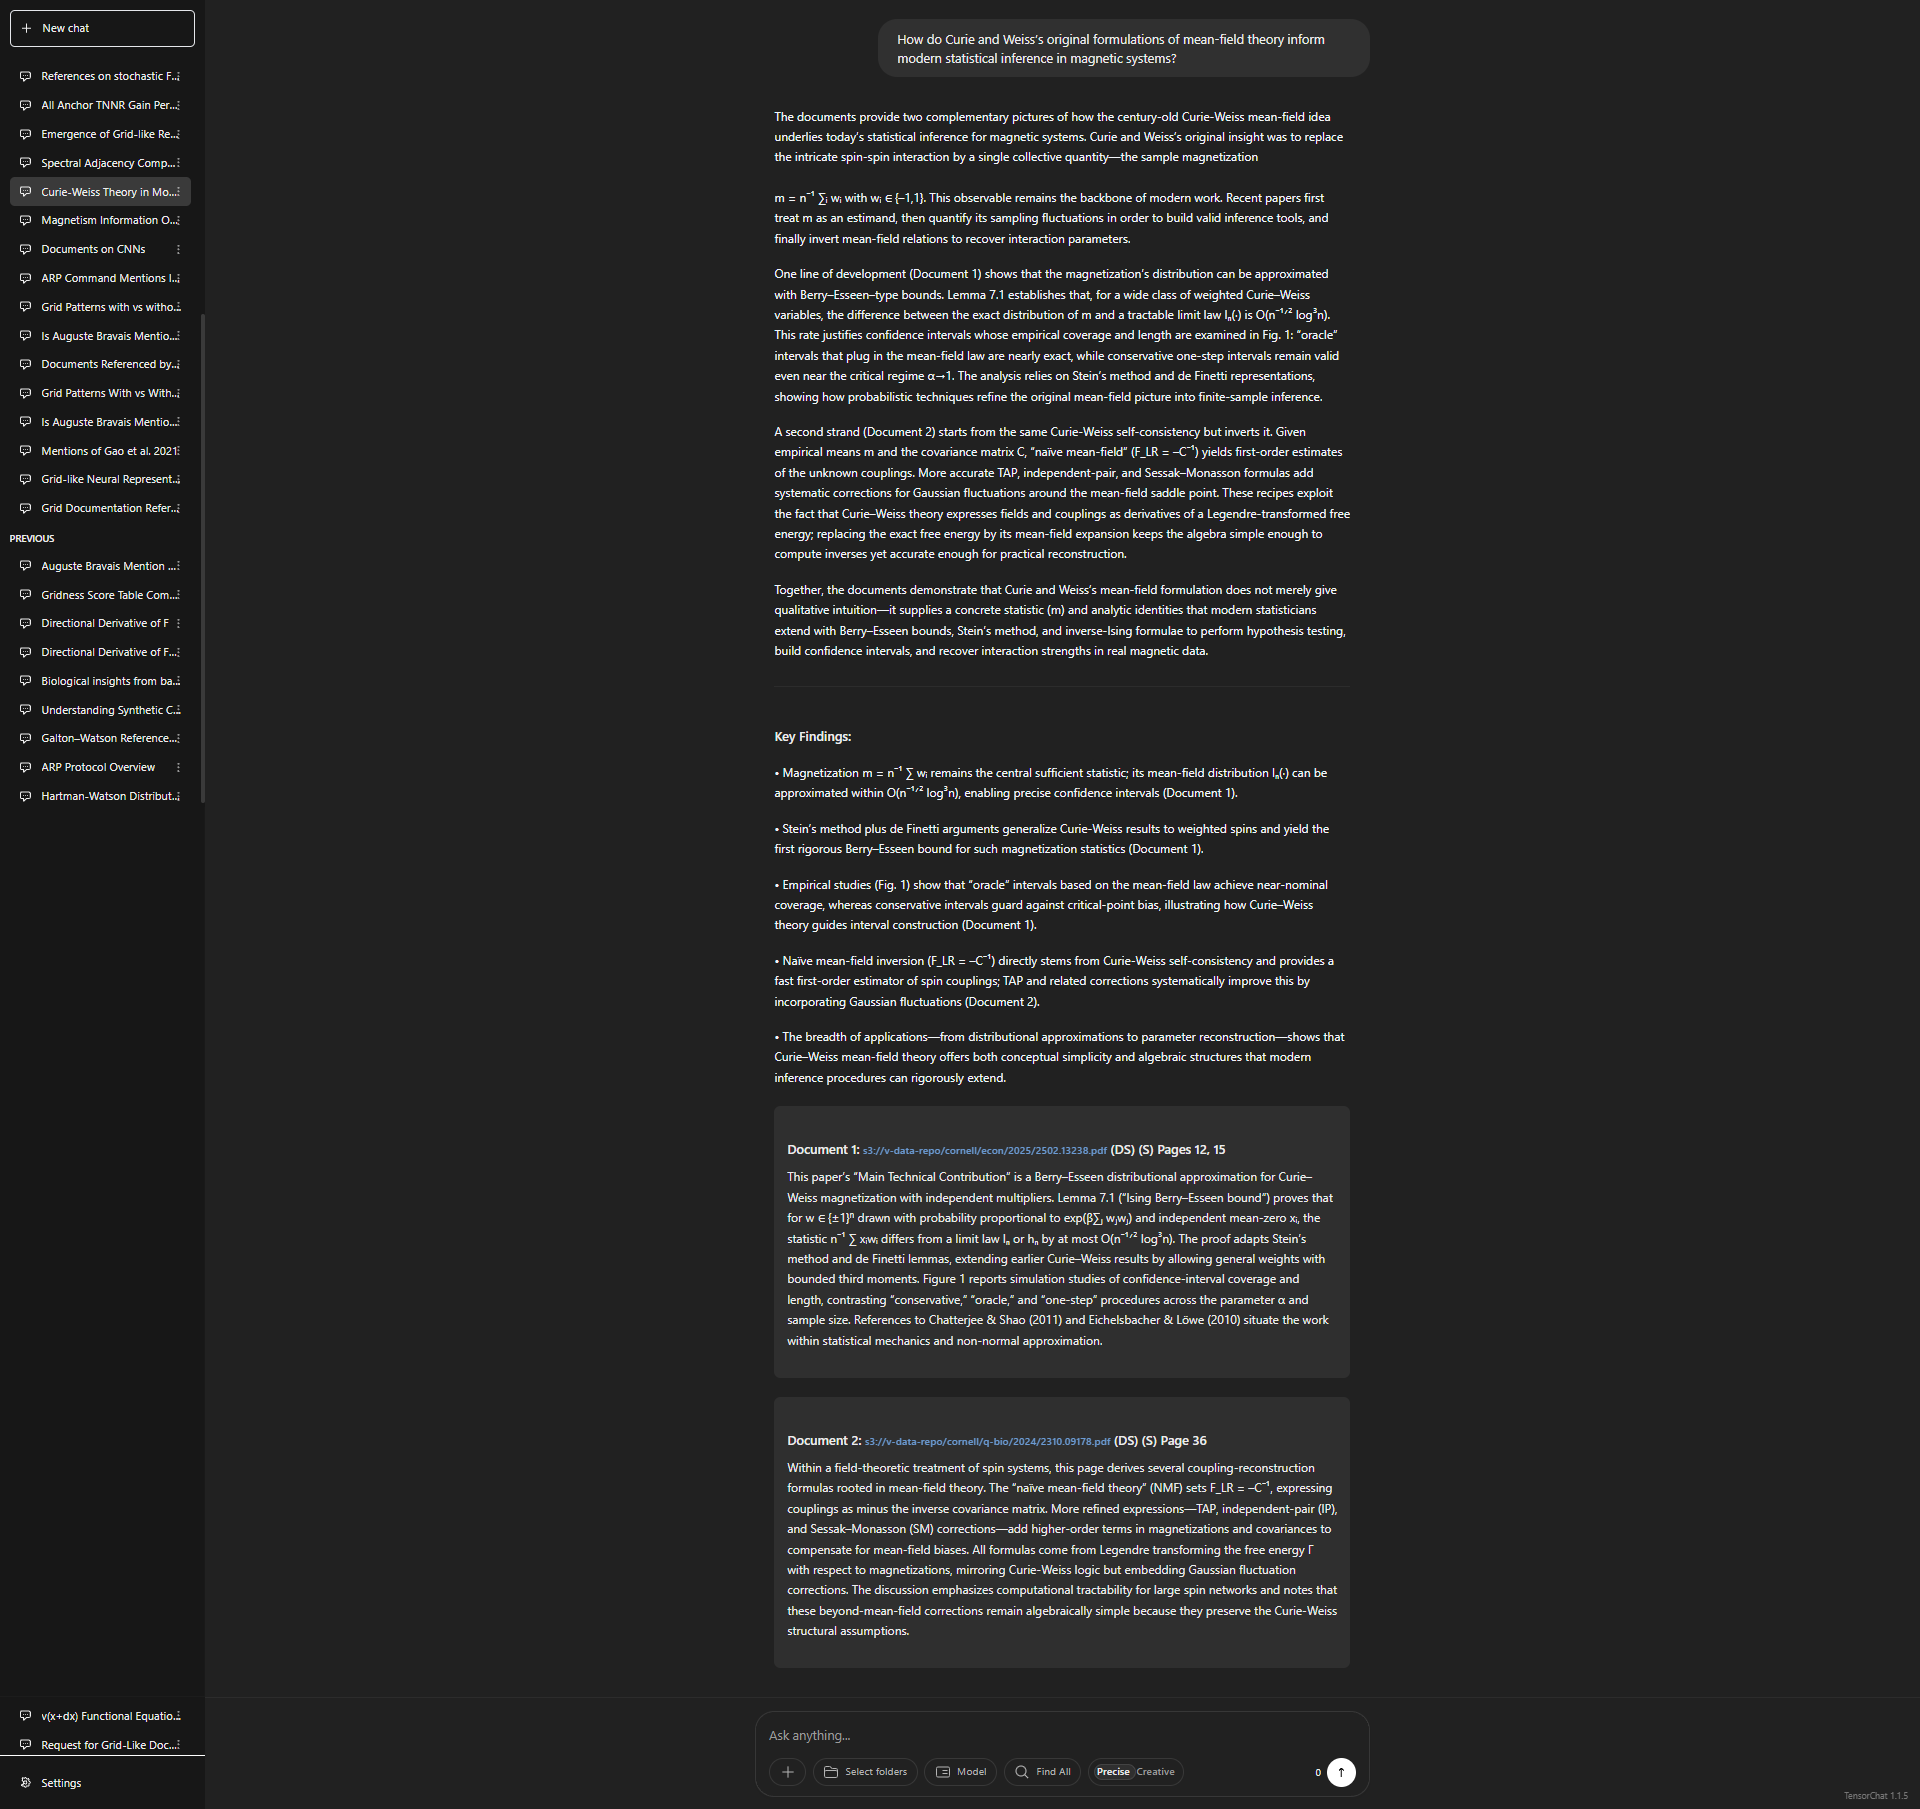 New chat
References on stochastic F...
All Anchor TNNR Gain Per...
Emergence of Grid-like Re...
Spectral Adjacency Comp...
Curie-Weiss Theory in Mo...
Magnetism Information O...
Documents on CNNs
ARP Command Mentions I...
Grid Patterns with vs witho...
Is Auguste Bravais Mentio...
Documents Referenced by...
Grid Patterns With vs With...
Is Auguste Bravais Mentio...
Mentions of Gao et al. 2021
Grid-like Neural Represent...
Grid Documentation Refer...
PREVIOUS
Auguste Bravais Mention ...
Gridness Score Table Com...
Directional Derivative of F
Directional Derivative of F...
Biological insights from ba...
Understanding Synthetic C...
Galton–Watson Reference...
ARP Protocol Overview
Hartman-Watson Distribut...
v(x+dx) Functional Equatio...
Request for Grid-Like Doc...
Settings
How do Curie and Weiss's original formulations of mean-field theory inform
modern statistical inference in magnetic systems?
The documents provide two complementary pictures of how the century-old Curie-Weiss mean-field idea
underlies today's statistical inference for magnetic systems. Curie and Weiss's original insight was to replace
the intricate spin-spin interaction by a single collective quantity—the sample magnetization
m = n⁻¹ ∑ᵢ wᵢ with wᵢ ∈ {–1,1}. This observable remains the backbone of modern work. Recent papers first
treat m as an estimand, then quantify its sampling fluctuations in order to build valid inference tools, and
finally invert mean-field relations to recover interaction parameters.
One line of development (Document 1) shows that the magnetization's distribution can be approximated
with Berry–Esseen–type bounds. Lemma 7.1 establishes that, for a wide class of weighted Curie–Weiss
variables, the difference between the exact distribution of m and a tractable limit law lₙ(·) is O(n⁻¹ᐟ² log³n).
This rate justifies confidence intervals whose empirical coverage and length are examined in Fig. 1: "oracle"
intervals that plug in the mean-field law are nearly exact, while conservative one-step intervals remain valid
even near the critical regime α→1. The analysis relies on Stein's method and de Finetti representations,
showing how probabilistic techniques refine the original mean-field picture into finite-sample inference.
A second strand (Document 2) starts from the same Curie-Weiss self-consistency but inverts it. Given
empirical means m and the covariance matrix C, "naïve mean-field" (F_LR = –C⁻¹) yields first-order estimates
of the unknown couplings. More accurate TAP, independent-pair, and Sessak–Monasson formulas add
systematic corrections for Gaussian fluctuations around the mean-field saddle point. These recipes exploit
the fact that Curie–Weiss theory expresses fields and couplings as derivatives of a Legendre-transformed free
energy; replacing the exact free energy by its mean-field expansion keeps the algebra simple enough to
compute inverses yet accurate enough for practical reconstruction.
Together, the documents demonstrate that Curie and Weiss's mean-field formulation does not merely give
qualitative intuition—it supplies a concrete statistic (m) and analytic identities that modern statisticians
extend with Berry–Esseen bounds, Stein's method, and inverse-Ising formulae to perform hypothesis testing,
build confidence intervals, and recover interaction strengths in real magnetic data.
Key Findings:
• Magnetization m = n⁻¹ ∑ wᵢ remains the central sufficient statistic; its mean-field distribution lₙ(·) can be
approximated within O(n⁻¹ᐟ² log³n), enabling precise confidence intervals (Document 1).
• Stein's method plus de Finetti arguments generalize Curie-Weiss results to weighted spins and yield the
first rigorous Berry–Esseen bound for such magnetization statistics (Document 1).
• Empirical studies (Fig. 1) show that "oracle" intervals based on the mean-field law achieve near-nominal
coverage, whereas conservative intervals guard against critical-point bias, illustrating how Curie–Weiss
theory guides interval construction (Document 1).
• Naïve mean-field inversion (F_LR = –C⁻¹) directly stems from Curie-Weiss self-consistency and provides a
fast first-order estimator of spin couplings; TAP and related corrections systematically improve this by
incorporating Gaussian fluctuations (Document 2).
• The breadth of applications—from distributional approximations to parameter reconstruction—shows that
Curie–Weiss mean-field theory offers both conceptual simplicity and algebraic structures that modern
inference procedures can rigorously extend.
Document 1: s3://v-data-repo/cornell/econ/2025/2502.13238.pdf (DS) (S) Pages 12, 15
This paper's "Main Technical Contribution" is a Berry–Esseen distributional approximation for Curie–
Weiss magnetization with independent multipliers. Lemma 7.1 ("Ising Berry–Esseen bound") proves that
for w ∈ {±1}ⁿ drawn with probability proportional to exp(β∑ⱼ wⱼwⱼ) and independent mean-zero xᵢ, the
statistic n⁻¹ ∑ xᵢwᵢ differs from a limit law lₙ or hₙ by at most O(n⁻¹ᐟ² log³n). The proof adapts Stein's
method and de Finetti lemmas, extending earlier Curie–Weiss results by allowing general weights with
bounded third moments. Figure 1 reports simulation studies of confidence-interval coverage and
length, contrasting "conservative," "oracle," and "one-step" procedures across the parameter α and
sample size. References to Chatterjee & Shao (2011) and Eichelsbacher & Löwe (2010) situate the work
within statistical mechanics and non-normal approximation.
Document 2: s3://v-data-repo/cornell/q-bio/2024/2310.09178.pdf (DS) (S) Page 36
Within a field-theoretic treatment of spin systems, this page derives several coupling-reconstruction
formulas rooted in mean-field theory. The "naïve mean-field theory" (NMF) sets F_LR = –C⁻¹, expressing
couplings as minus the inverse covariance matrix. More refined expressions—TAP, independent-pair (IP),
and Sessak–Monasson (SM) corrections—add higher-order terms in magnetizations and covariances to
compensate for mean-field biases. All formulas come from Legendre transforming the free energy Γ
with respect to magnetizations, mirroring Curie-Weiss logic but embedding Gaussian fluctuation
corrections. The discussion emphasizes computational tractability for large spin networks and notes that
these beyond-mean-field corrections remain algebraically simple because they preserve the Curie-Weiss
structural assumptions.
Ask anything...
Select folders
Model
Find All
Precise Creative
0
TensorChat 1.1.5